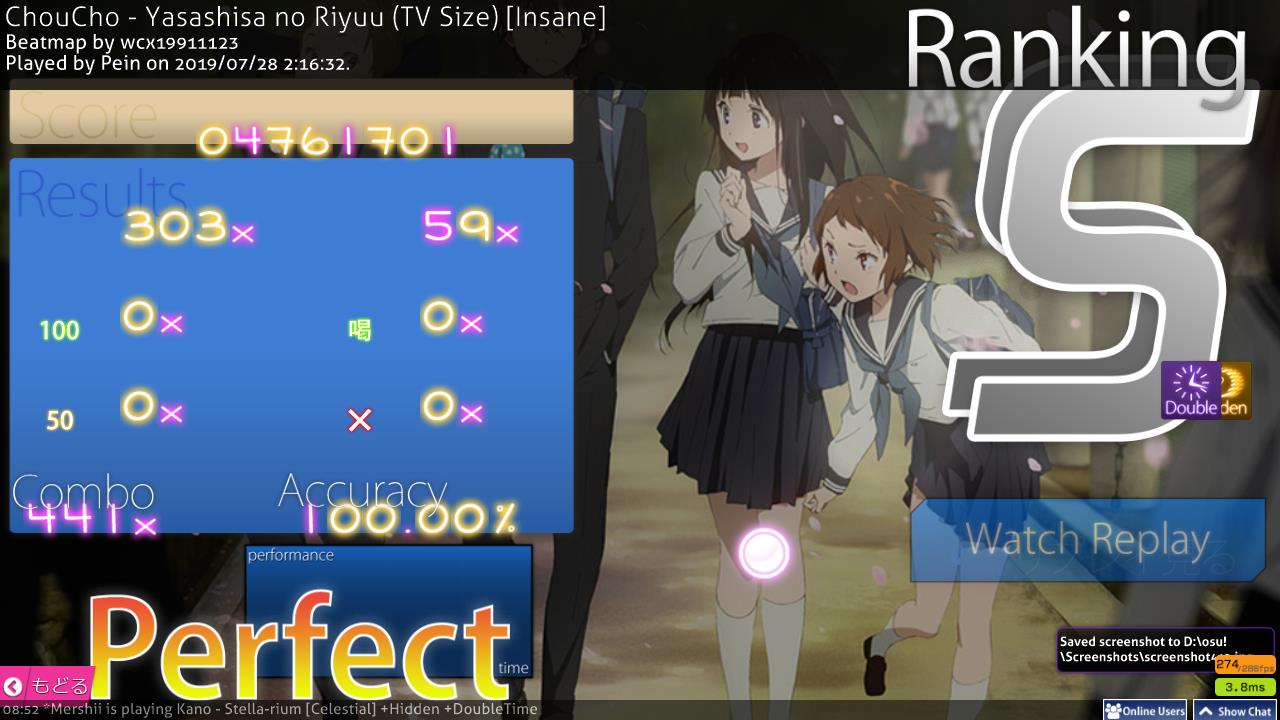 ChouCho - Yasashisa no Riyuu (TV Size) [Insane]
Beatmap by wcx19911123
Played by Pein on 2019/07/28 2:16:32.
Ranking
Score
04761701
Results
303x 59x
100 0x 喝 0x
50 0x 0x
Combo Accuracy
441x 100.00%
Double den
Watch Replay
performance
Perfect
time
Saved screenshot to D:\osu!
\Screenshots\screenshot
274/288fps
3.8ms
もどる
08:52 *Mershii is playing Kano - Stella-rium [Celestial] +Hidden +DoubleTime
Online Users Show Chat